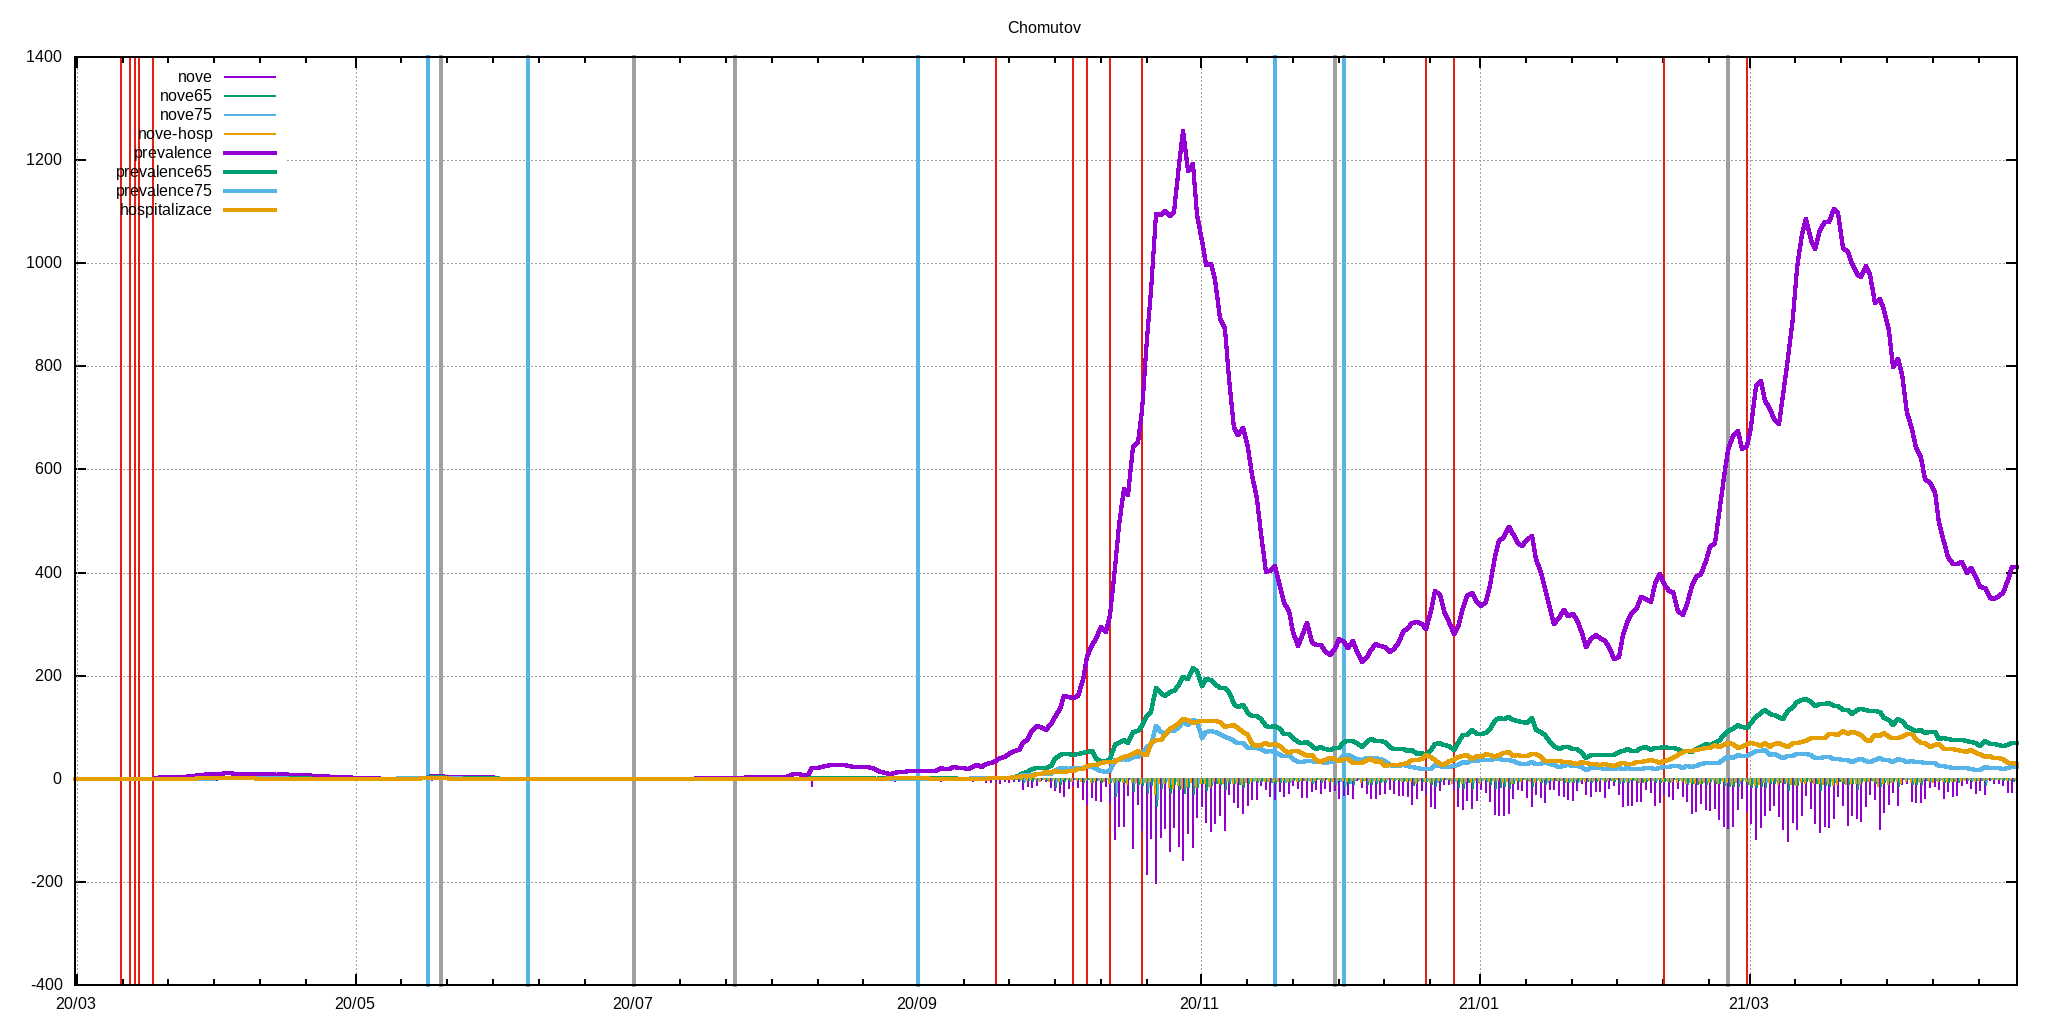 Chomutov
1400
1200
1000
800
600
400
200
0
-200
-400
nove
nove65
nove75
nove-hosp
prevalence
prevalence65
prevalence75
hospitalizace
20/03 20/05 20/07 20/09 20/11 21/01 21/03